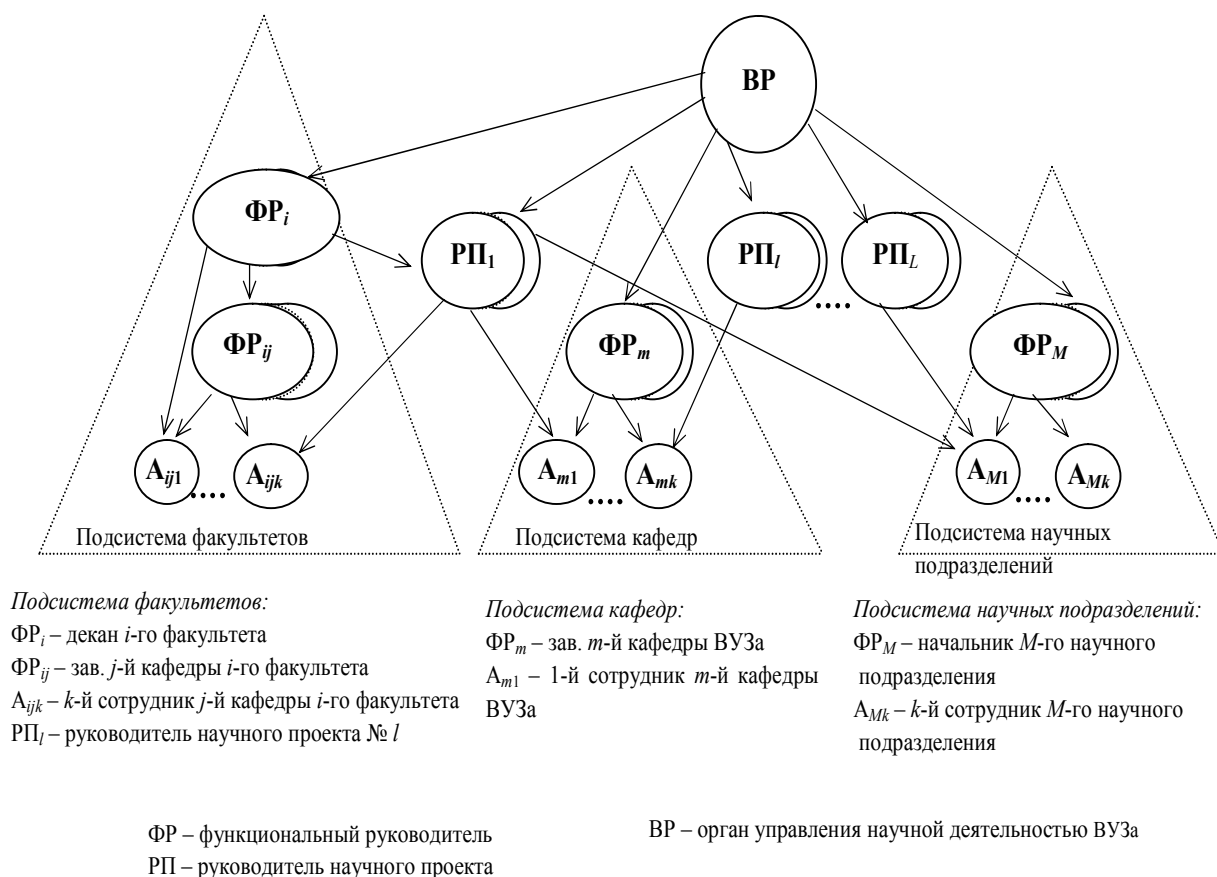 ВР
ФРi
РП1
РПl
РПL
....
ФРij
ФРm
ФРM
Aij1
....
Aijk
Am1
....
Amk
AM1
....
AMk
Подсистема факультетов
Подсистема кафедр
Подсистема научных
подразделений
Подсистема факультетов:
ФРi – декан i-го факультета
ФРij – зав. j-й кафедры i-го факультета
Aijk – k-й сотрудник j-й кафедры i-го факультета
РПl – руководитель научного проекта № l
Подсистема кафедр:
ФРm – зав. m-й кафедры ВУЗа
Am1 – 1-й сотрудник m-й кафедры
ВУЗа
Подсистема научных подразделений:
ФРM – начальник M-го научного
подразделения
AMk – k-й сотрудник M-го научного
подразделения
ФР – функциональный руководитель
РП – руководитель научного проекта
ВР – орган управления научной деятельностью ВУЗа